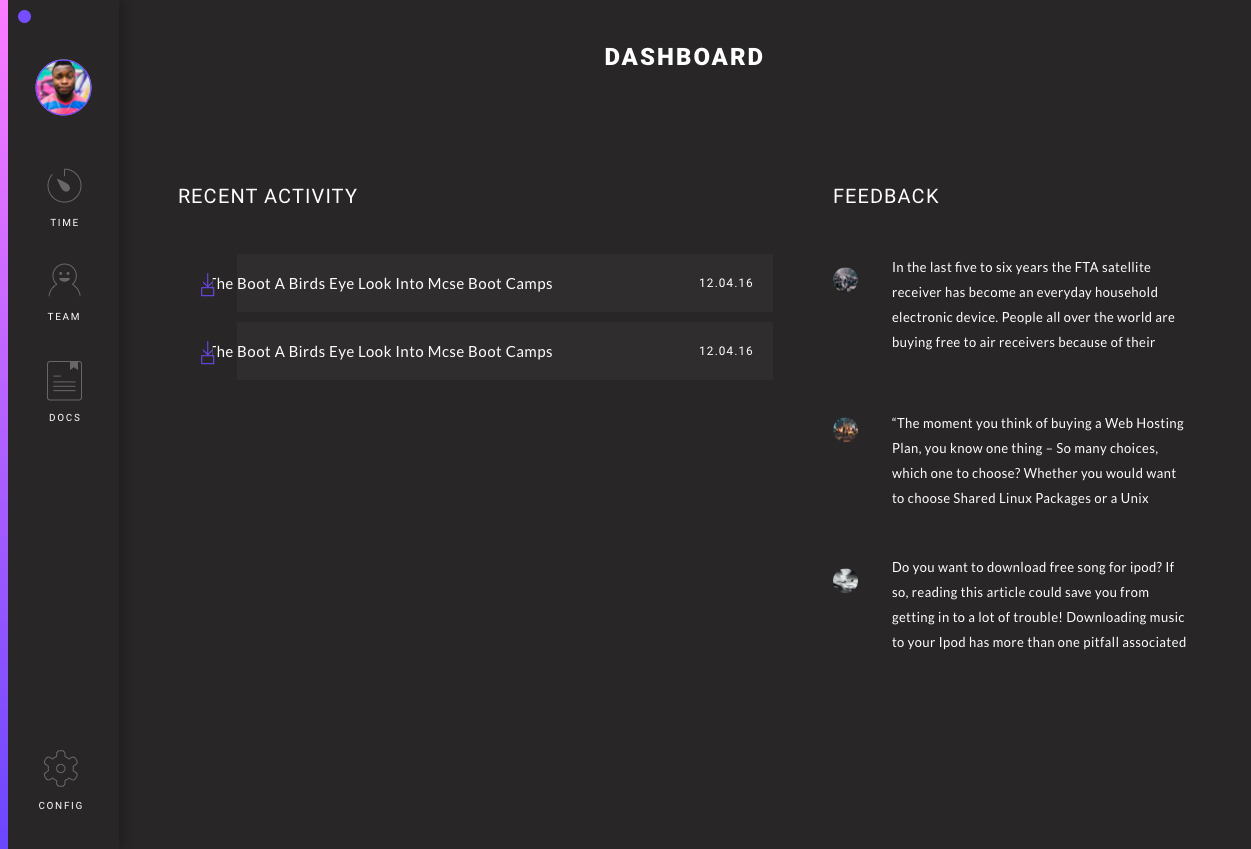 DASHBOARD
TIME
TEAM
DOCS
CONFIG
RECENT ACTIVITY
The Boot A Birds Eye Look Into Mcse Boot Camps 12.04.16
The Boot A Birds Eye Look Into Mcse Boot Camps 12.04.16
FEEDBACK
In the last five to six years the FTA satellite
receiver has become an everyday household
electronic device. People all over the world are
buying free to air receivers because of their
“The moment you think of buying a Web Hosting
Plan, you know one thing – So many choices,
which one to choose? Whether you would want
to choose Shared Linux Packages or a Unix
Do you want to download free song for ipod? If
so, reading this article could save you from
getting in to a lot of trouble! Downloading music
to your Ipod has more than one pitfall associated